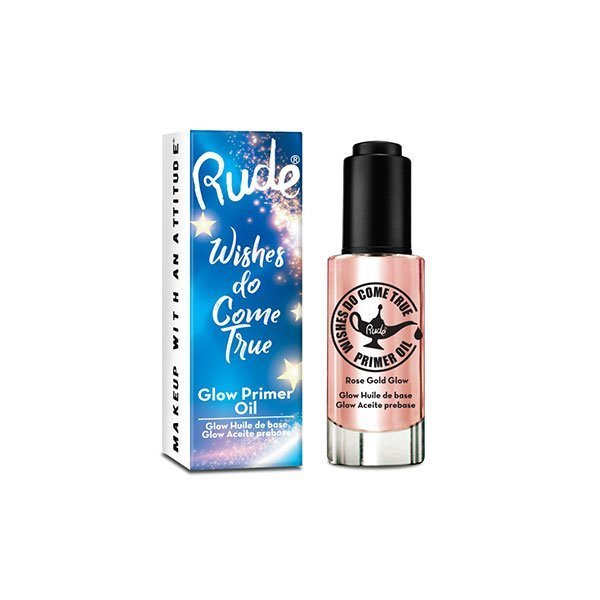 MAKEUP WITH AN ATTITUDE
Rude®
Wishes
do
Come
True
Glow Primer
Oil
Glow Huile de base
Glow Aceite prebase
WISHES DO COME TRUE
Rude
PRIMER OIL
Rose Gold Glow
Glow Huile de base
Glow Aceite prebase